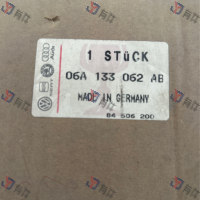 1 STüCK
06A 133 062 AB
MADE IN GERMANY
84 606 200